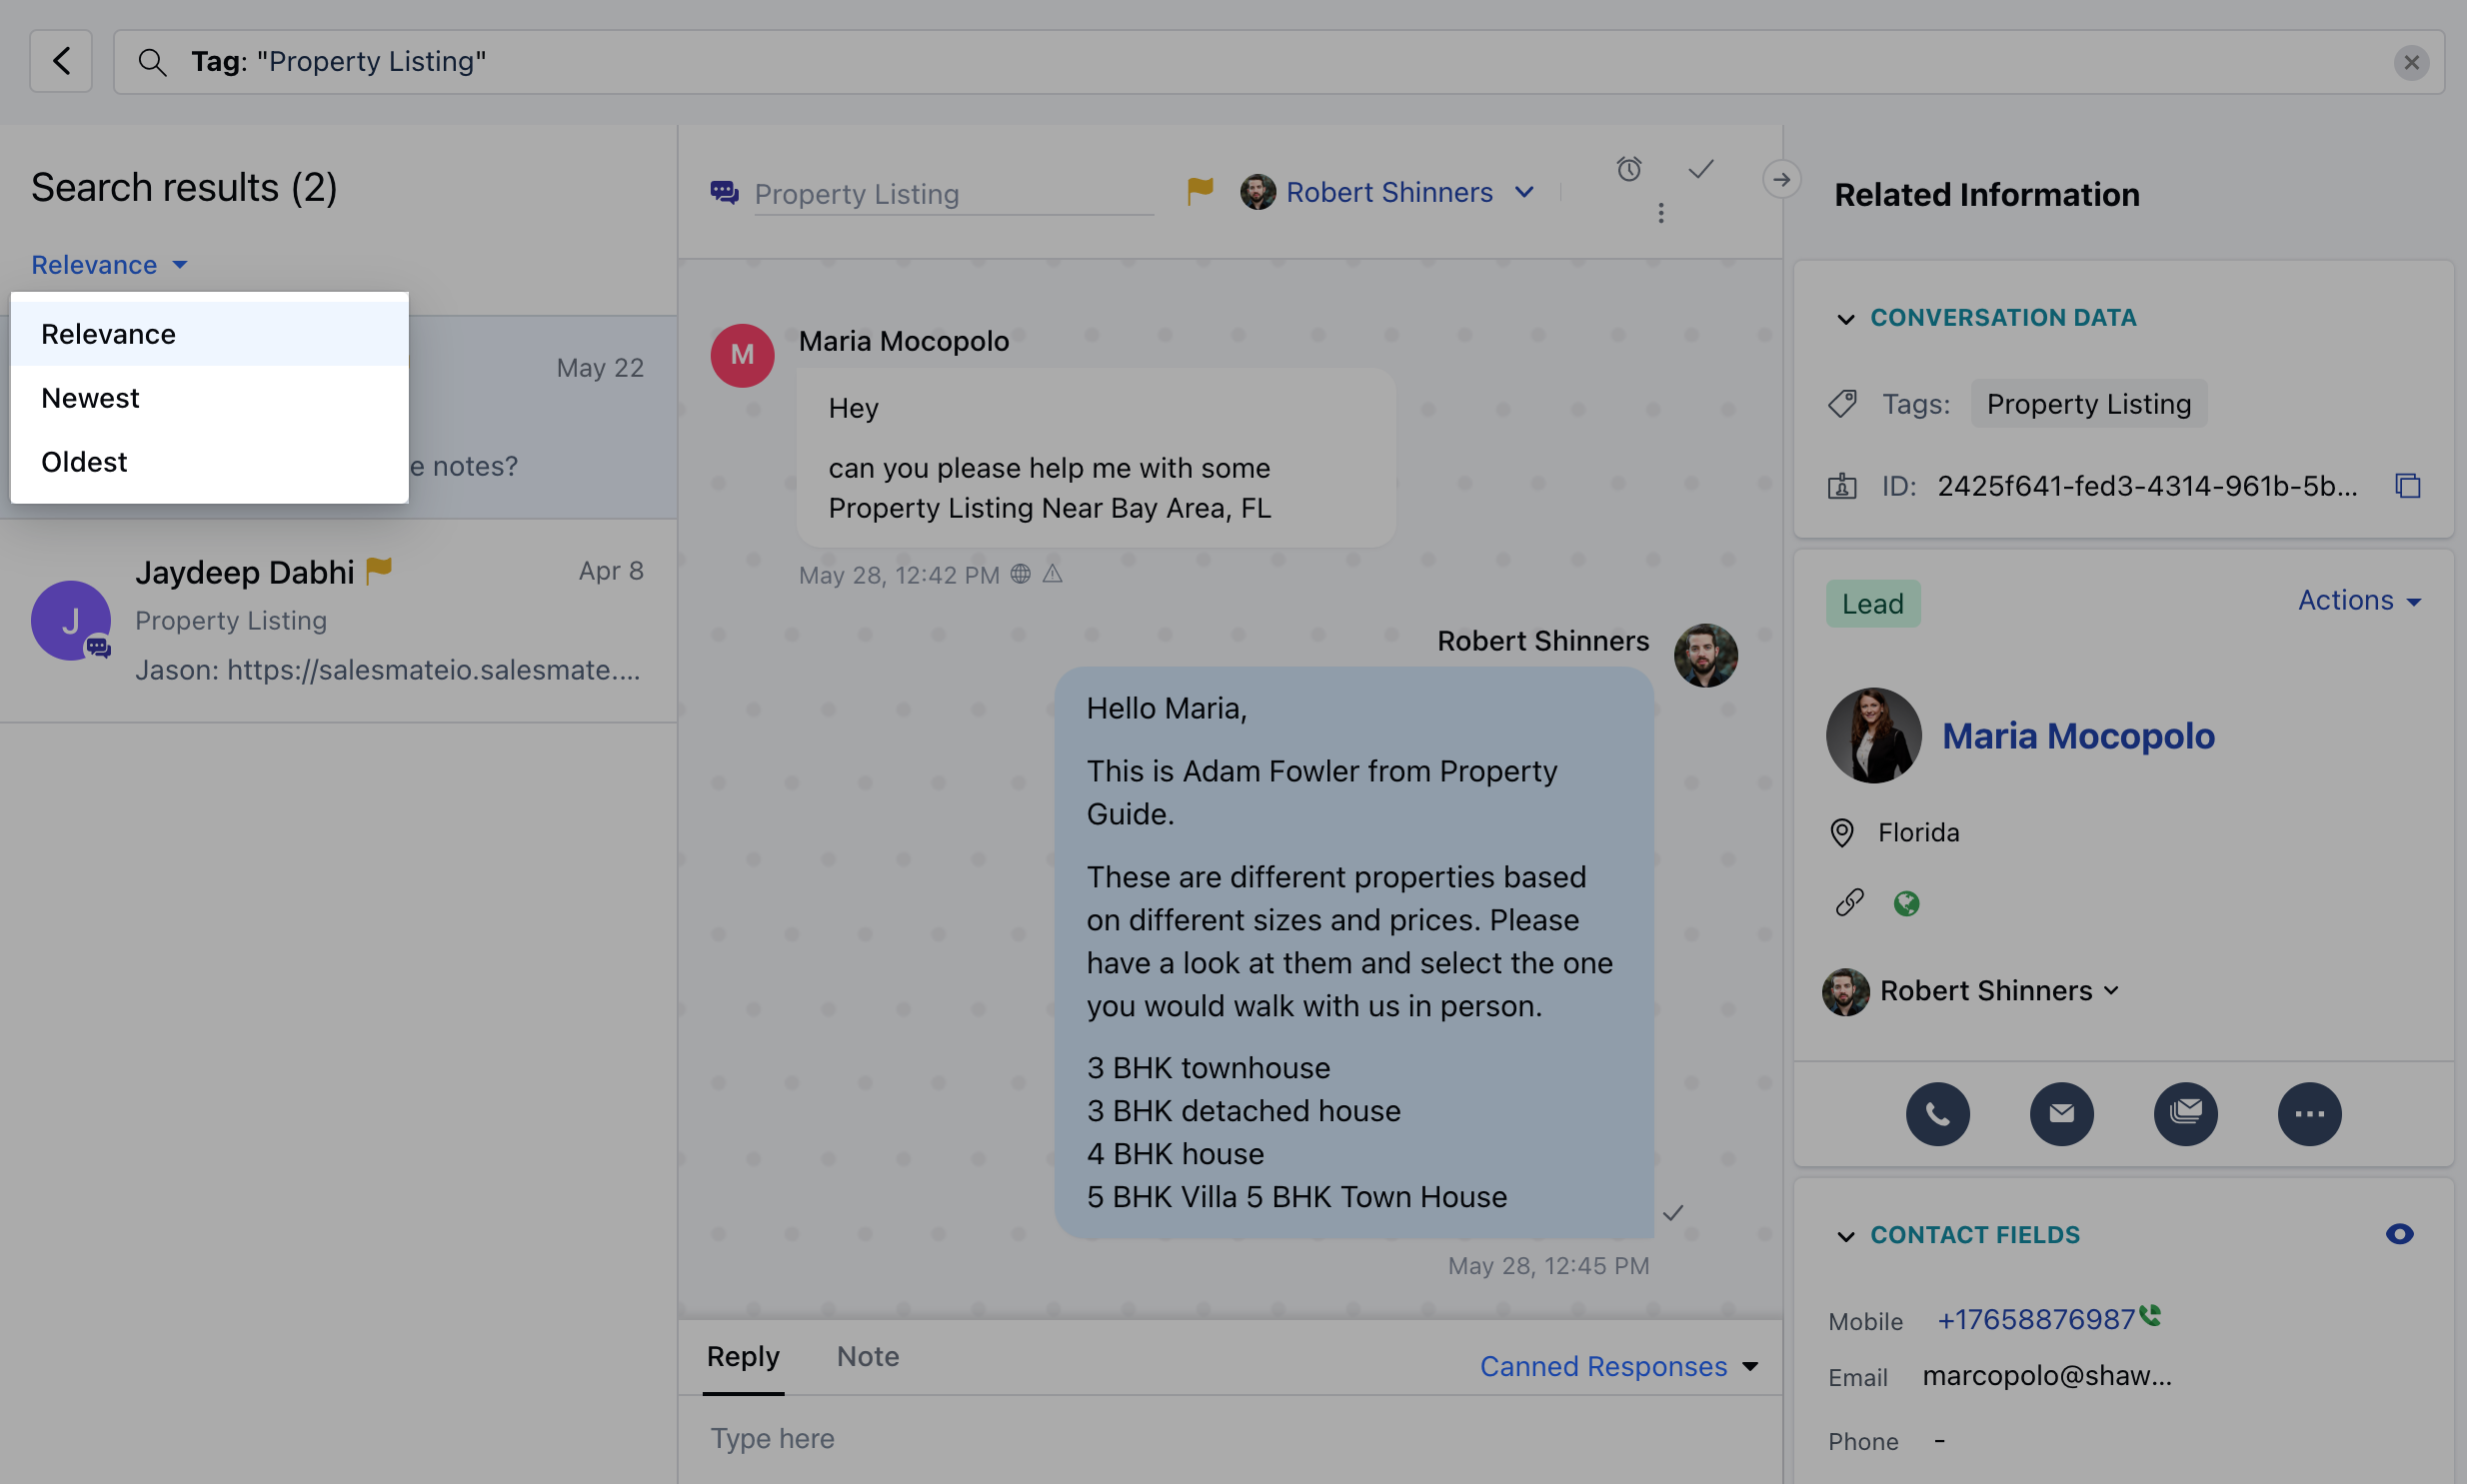 Tag: "Property Listing"
Search results (2)
Relevance
Relevance
Newest
Oldest
May 22
e notes?
J
Jaydeep Dabhi
Apr 8
Property Listing
Jason: https://salesmateio.salesmate....
Property Listing
Robert Shinners
M
Maria Mocopolo
Hey
can you please help me with some
Property Listing Near Bay Area, FL
May 28, 12:42 PM
Robert Shinners
Hello Maria,
This is Adam Fowler from Property
Guide.
These are different properties based
on different sizes and prices. Please
have a look at them and select the one
you would walk with us in person.
3 BHK townhouse
3 BHK detached house
4 BHK house
5 BHK Villa 5 BHK Town House
May 28, 12:45 PM
Reply
Note
Canned Responses
Type here
Related Information
CONVERSATION DATA
Tags: Property Listing
ID: 2425f641-fed3-4314-961b-5b...
Lead
Actions
Maria Mocopolo
Florida
Robert Shinners
CONTACT FIELDS
Mobile +17658876987
Email marcopolo@shaw...
Phone -